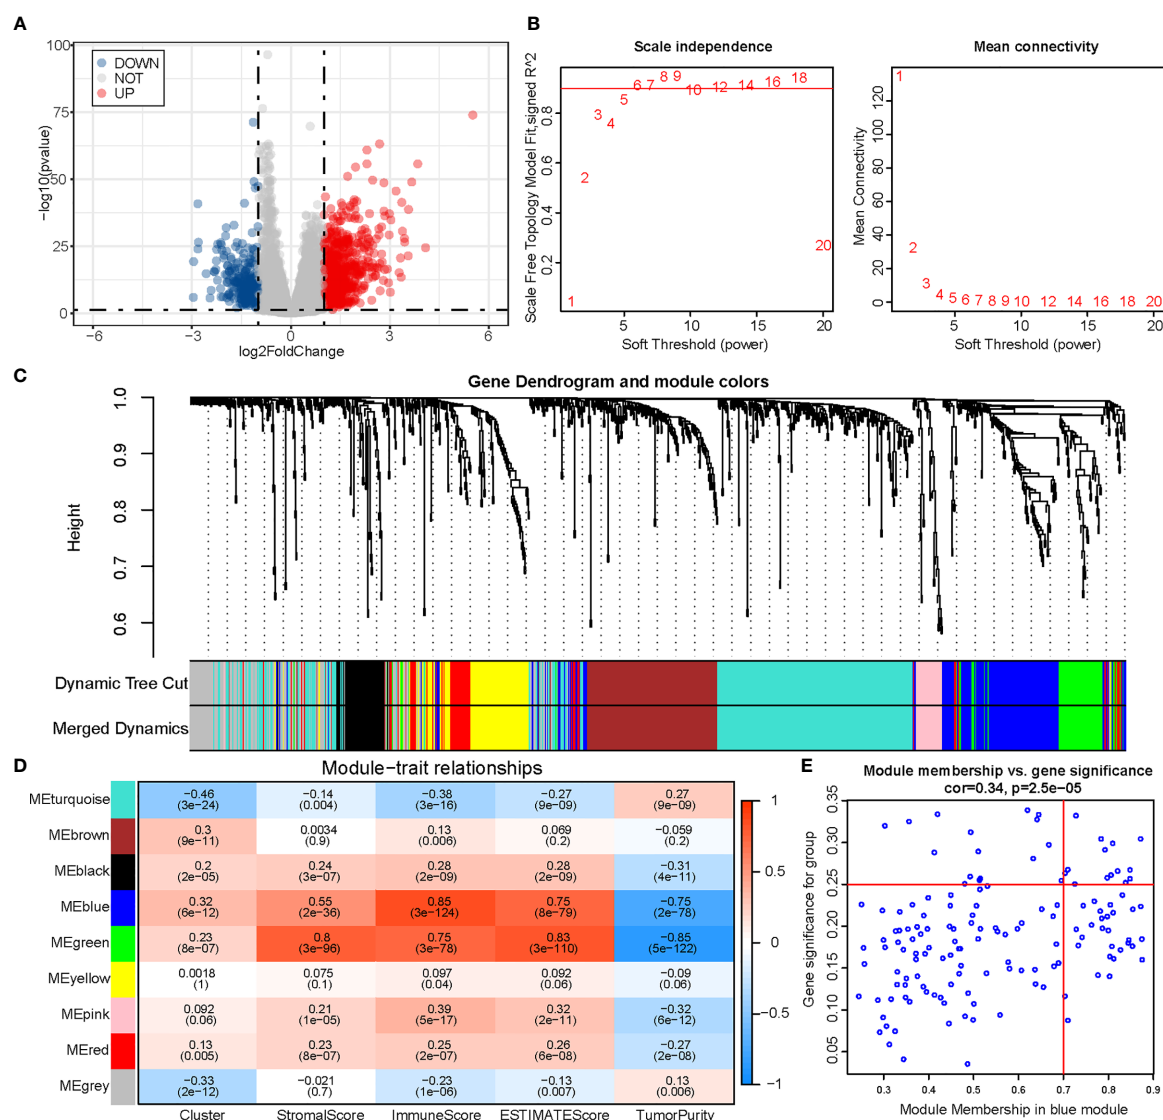 A
100
75
50
25
0
−log10(pvalue)
DOWN
NOT
UP
−6
−3
0
3
6
log2FoldChange
B
Scale independence
Scale Free Topology Model Fit,signed R^2
0.8
0.6
0.4
0.2
1
2
3
4
5
6
7
8
9
10
12
14
16
18
20
5
10
15
20
Soft Threshold (power)
Mean connectivity
Mean Connectivity
120
100
80
60
40
20
0
1
2
3
4
5
6
7
8
9
10
12
14
16
18
20
5
10
15
20
Soft Threshold (power)
C
Gene Dendrogram and module colors
Height
1.0
0.9
0.8
0.7
0.6
Dynamic Tree Cut
Merged Dynamics
D
Module−trait relationships
MEturquoise
−0.46 −0.14 −0.38 −0.27 0.27
(3e−24) (0.004) (3e−16) (9e−09) (9e−09)
MEbrown
0.3 0.0034 0.13 0.069 −0.059
(9e−11) (0.9) (0.006) (0.2) (0.2)
MEblack
0.2 0.24 0.28 0.28 −0.31
(2e−05) (3e−07) (2e−09) (2e−09) (4e−11)
MEblue
0.32 0.55 0.85 0.75 −0.75
(6e−12) (2e−36) (3e−124) (8e−79) (2e−78)
MEgreen
0.23 0.8 0.75 0.83 −0.85
(8e−07) (3e−96) (3e−78) (3e−110) (5e−122)
MEyellow
0.0018 0.075 0.097 0.092 −0.09
(1) (0.1) (0.04) (0.06) (0.06)
MEpink
0.092 0.21 0.39 0.32 −0.32
(0.06) (1e−05) (5e−17) (2e−11) (6e−12)
MEred
0.13 0.23 0.25 0.26 −0.27
(0.005) (8e−07) (2e−07) (6e−08) (2e−08)
MEgrey
−0.33 −0.021 −0.23 −0.13 0.13
(2e−12) (0.7) (1e−06) (0.007) (0.006)
Cluster StromalScore ImmuneScore ESTIMATEScore TumorPurity
1
0.5
0
−0.5
−1
E
Module membership vs. gene significance
cor=0.34, p=2.5e−05
Gene significance for group
0.35
0.30
0.25
0.20
0.15
0.10
0.05
0.3
0.4
0.5
0.6
0.7
0.8
0.9
Module Membership in blue module